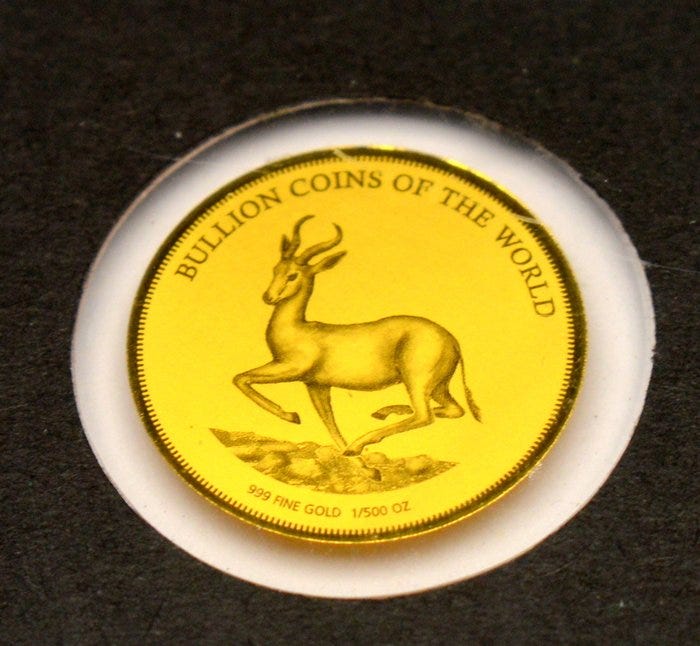 BULLION COINS OF THE WORLD
999 FINE GOLD 1/500 OZ